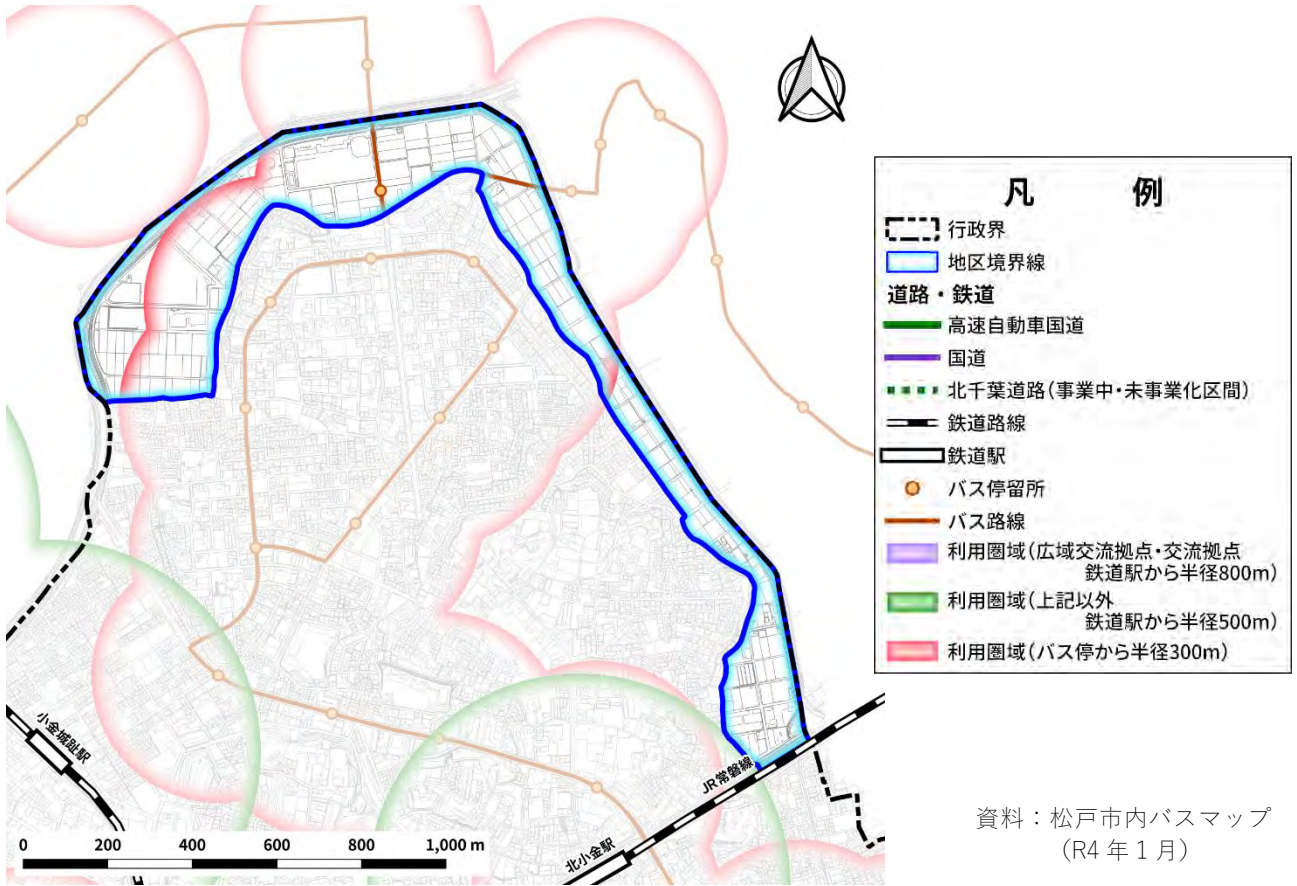 凡 例
行政界
地区境界線
道路・鉄道
高速自動車国道
国道
北千葉道路(事業中・未事業化区間)
鉄道路線
鉄道駅
バス停留所
バス路線
利用圏域(広域交流拠点・交流拠点
鉄道駅から半径800m)
利用圏域(上記以外
鉄道駅から半径500m)
利用圏域(バス停から半径300m)
小金城趾駅
JR常磐線
北小金駅
0 200 400 600 800 1,000 m
資料：松戸市内バスマップ
(R4 年 1 月)